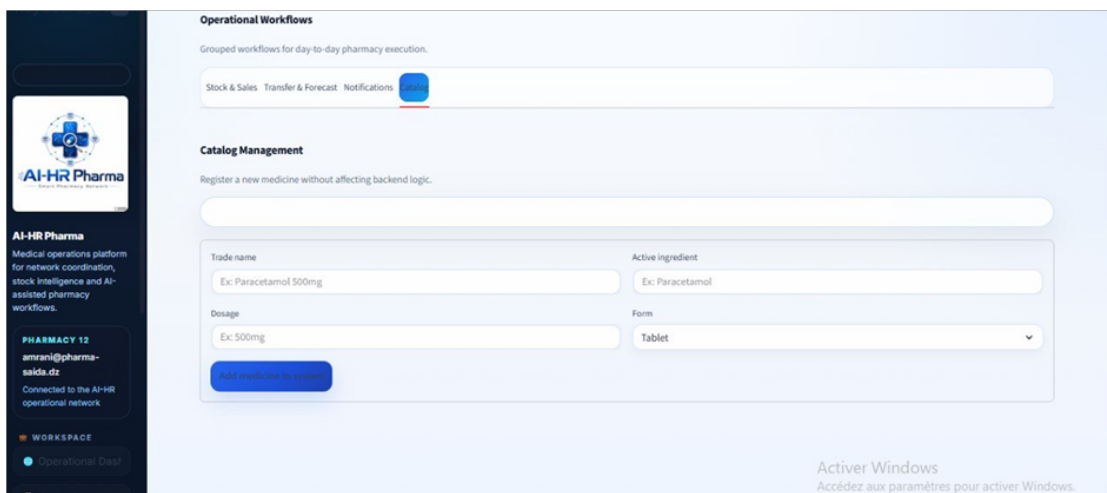 AI-HR Pharma
Smart Pharmacy Network
AI-HR Pharma
Medical operations platform
for network coordination,
stock intelligence and AI-
assisted pharmacy
workflows.
PHARMACY 12
amrani@pharma-
saida.dz
Connected to the AI-HR
operational network
WORKSPACE
Operational Dast
Operational Workflows
Grouped workflows for day-to-day pharmacy execution.
Stock & Sales Transfer & Forecast Notifications Catalog
Catalog Management
Register a new medicine without affecting backend logic.
Trade name
Ex: Paracetamol 500mg
Active ingredient
Ex: Paracetamol
Dosage
Ex: 500mg
Form
Tablet
Add medicine to system
Activer Windows
Accédez aux paramètres pour activer Windows.